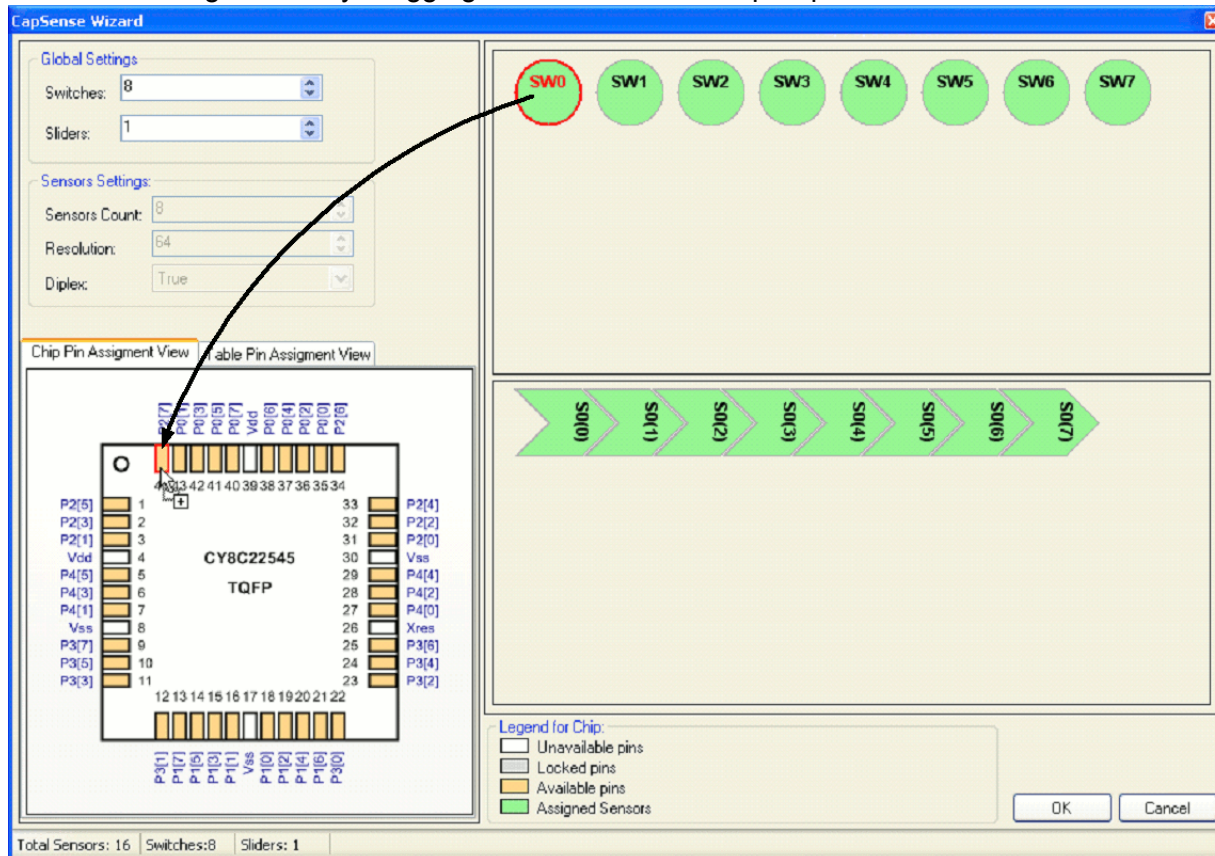 CapSense Wizard
Global Settings
Switches: 8
Sliders: 1
Sensors Settings:
Sensors Count: 8
Resolution: 64
Diplex: True
Chip Pin Assigment View
able Pin Assigment View
SW0 SW1 SW2 SW3 SW4 SW5 SW6 SW7
S0(0) S0(1) S0(2) S0(3) S0(4) S0(5) S0(6) S0(7)
P2[7] P0[1] P0[3] P0[5] P0[7] Vdd P0[6] P0[4] P0[2] P0[0] P2[6]
42 41 40 39 38 37 36 35 34
P2[5] 1 33 P2[4]
P2[3] 2 32 P2[2]
P2[1] 3 31 P2[0]
Vdd 4 CY8C22545 30 Vss
P4[5] 5 29 P4[4]
TQFP
P4[3] 6 28 P4[2]
P4[1] 7 27 P4[0]
Vss 8 26 Xres
P3[7] 9 25 P3[6]
P3[5] 10 24 P3[4]
P3[3] 11 23 P3[2]
12 13 14 15 16 17 18 19 20 21 22
P3[1] P1[7] P1[5] P1[3] P1[1] Vss P1[0] P1[2] P1[4] P1[6] P3[0]
Legend for Chip:
Unavailable pins
Locked pins
Available pins
Assigned Sensors
OK Cancel
Total Sensors: 16 Switches:8 Sliders: 1